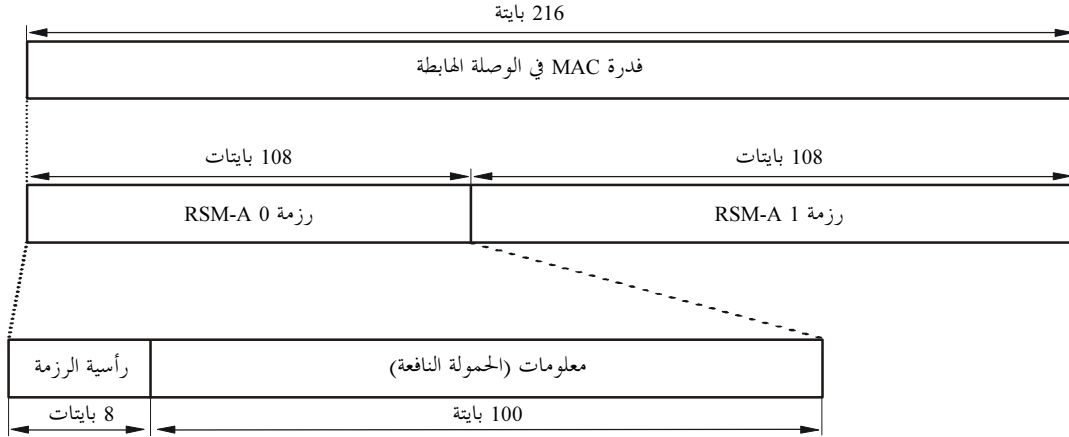 216 بايتة
فدرة MAC في الوصلة الهابطة
108 بايتات
108 بايتات
رزمة RSM-A 0
رزمة RSM-A 1
رأسية الرزمة
معلومات (الحمولة النافعة)
8 بايتات
100 بايتة